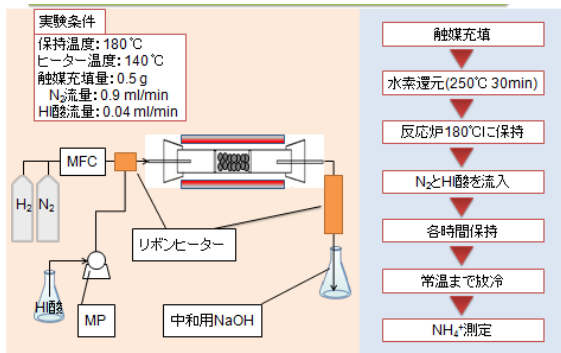 実験条件
保持温度：180℃
ヒーター温度：140℃
触媒充填量：0.5 g
N₂流量：0.9 ml/min
HI酸流量：0.04 ml/min
MFC
H₂
N₂
リボンヒーター
HI酸
MP
中和用NaOH
触媒充填
水素還元(250℃ 30min)
反応炉180℃に保持
N₂とHI酸を流入
各時間保持
常温まで放冷
NH₄⁺測定